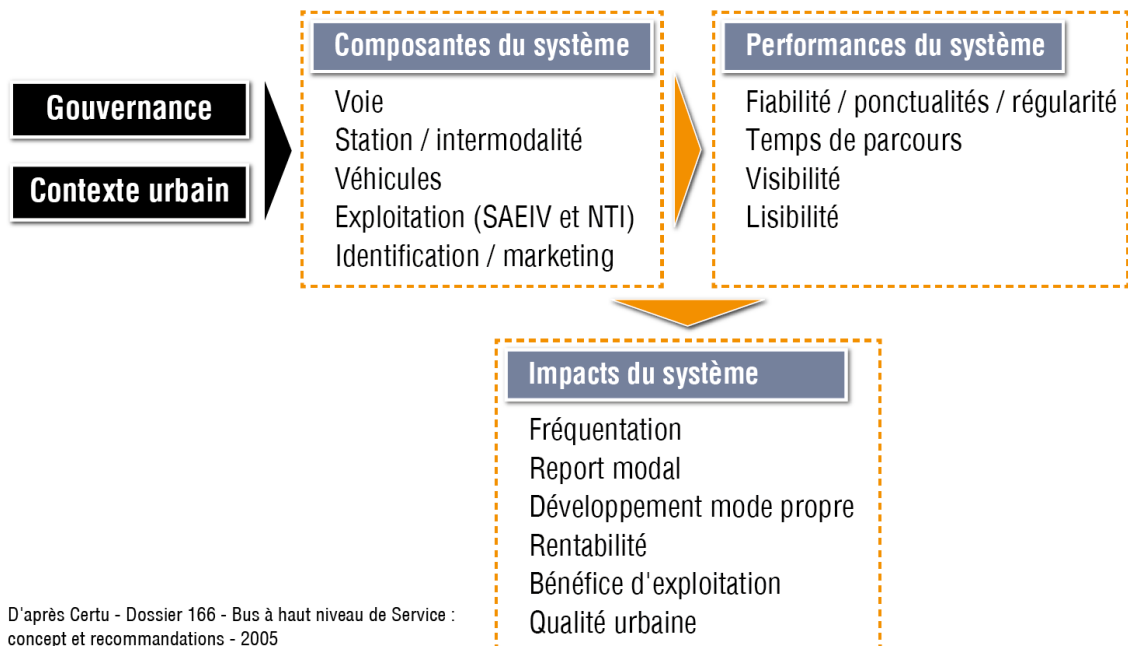 Gouvernance
Contexte urbain
Composantes du système
Voie
Station / intermodalité
Véhicules
Exploitation (SAEIV et NTI)
Identification / marketing
Performances du système
Fiabilité / ponctualités / régularité
Temps de parcours
Visibilité
Lisibilité
Impacts du système
Fréquentation
Report modal
Développement mode propre
Rentabilité
Bénéfice d'exploitation
Qualité urbaine
D'après Certu - Dossier 166 - Bus à haut niveau de Service :
concept et recommandations - 2005